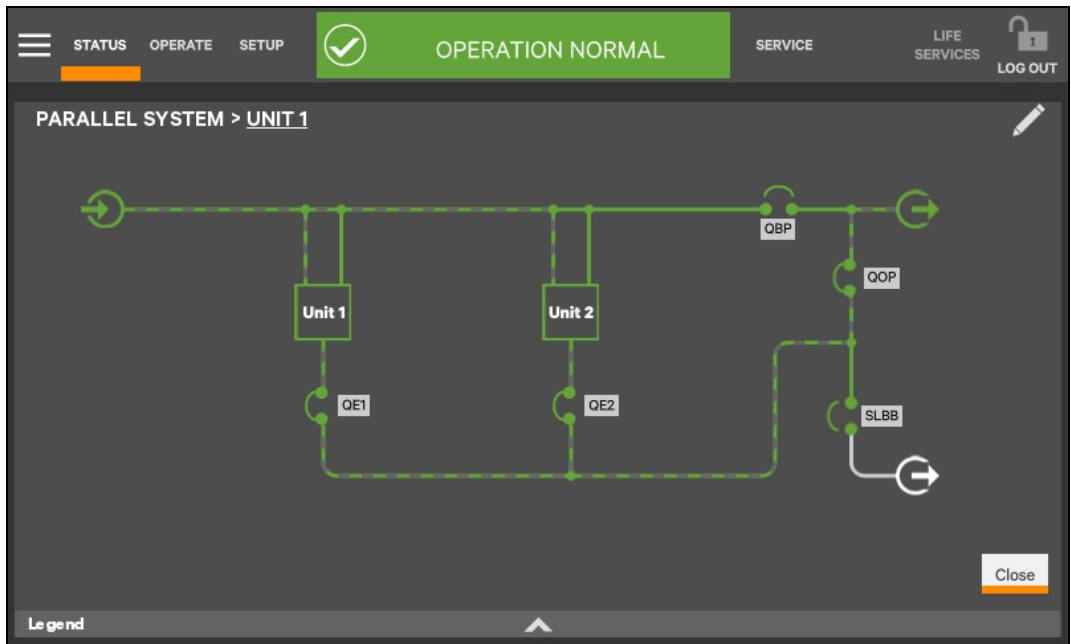 STATUS OPERATE SETUP OPERATION NORMAL SERVICE LIFE SERVICES LOG OUT
PARALLEL SYSTEM > UNIT 1
QBP
QOP
Unit 1 Unit 2
QE1 QE2 SLBB
Close
Legend